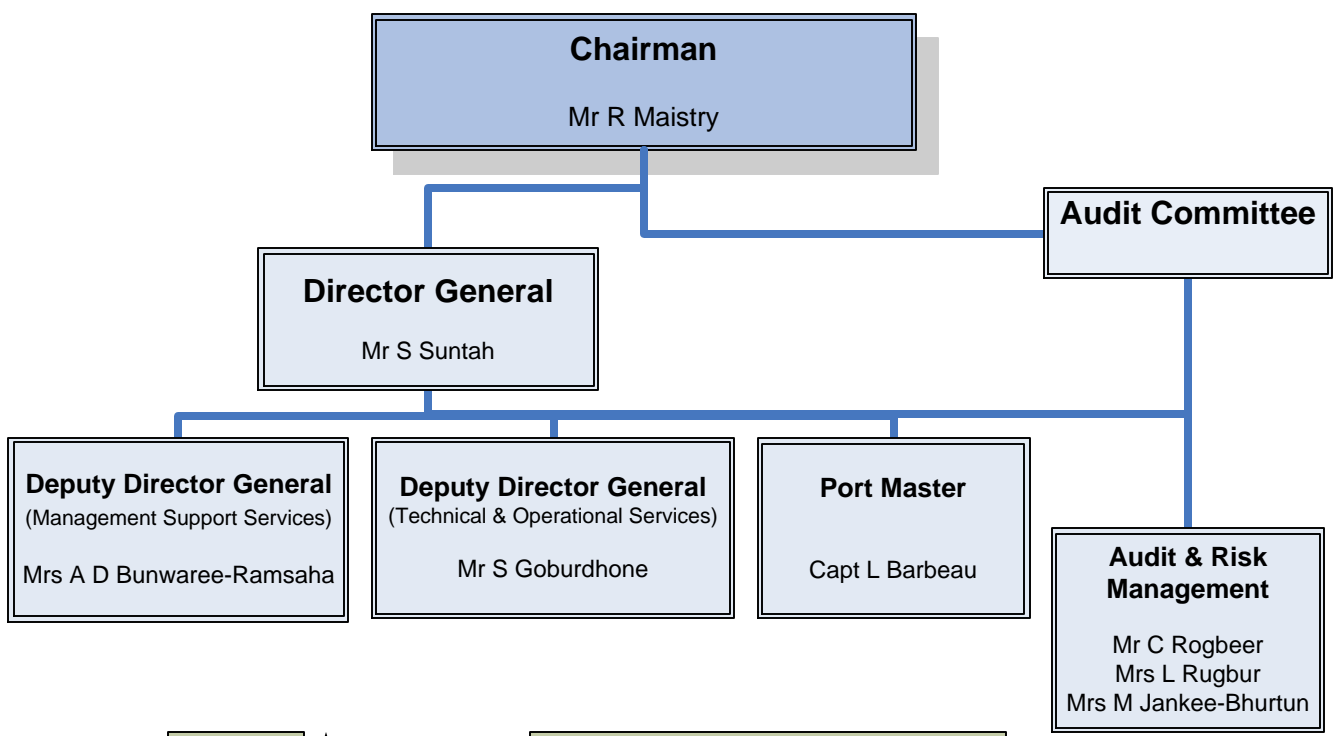 Chairman
Mr R Maistry
Audit Committee
Director General
Mr S Suntah
Deputy Director General
(Management Support Services)
Mrs A D Bunwaree-Ramsaha
Deputy Director General
(Technical & Operational Services)
Mr S Goburdhone
Port Master
Capt L Barbeau
Audit & Risk
Management
Mr C Rogbeer
Mrs L Rugbur
Mrs M Jankee-Bhurtun